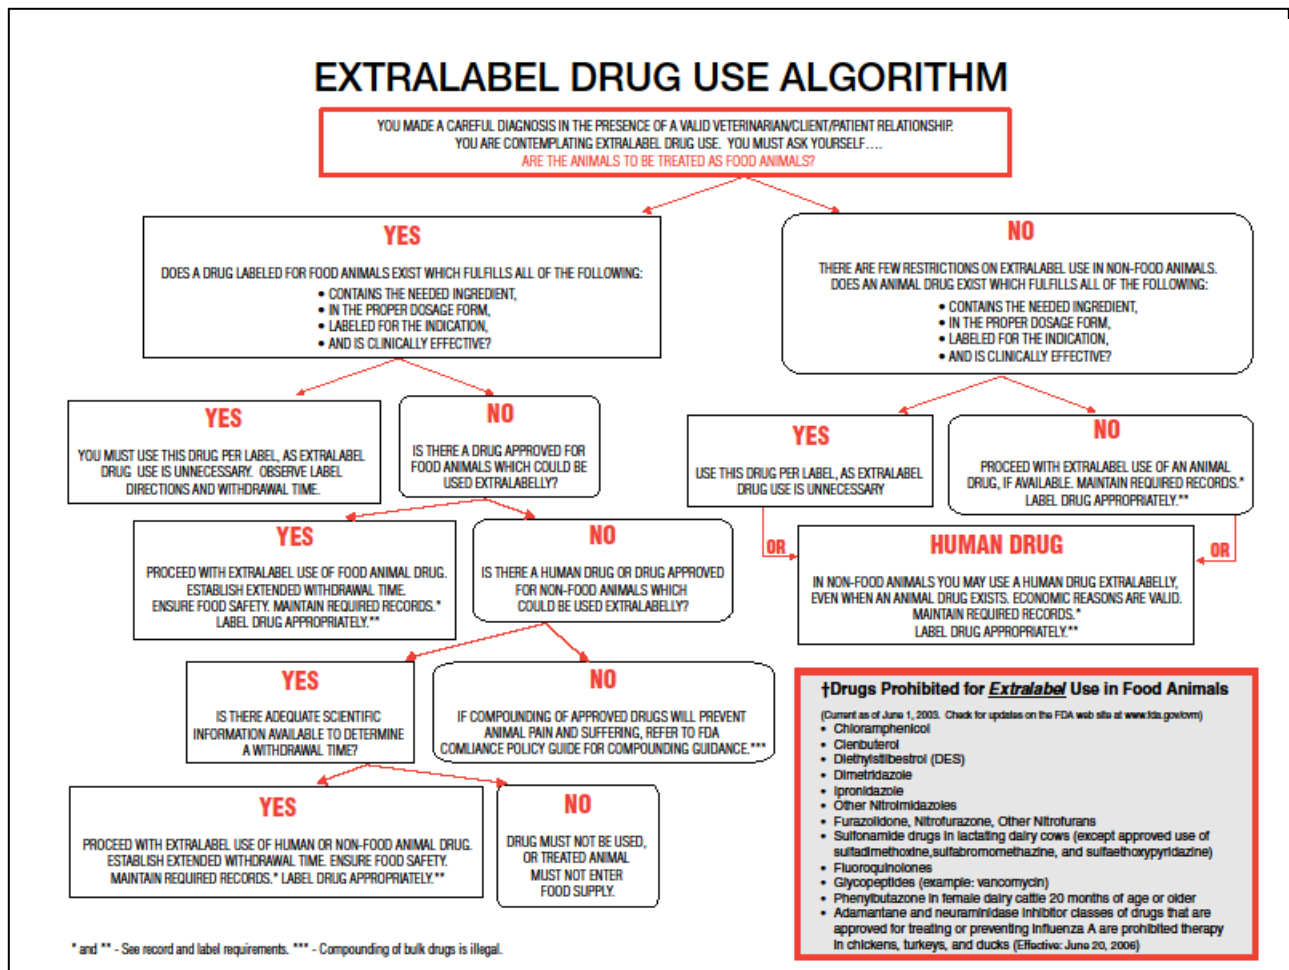 EXTRALABEL DRUG USE ALGORITHM
YOU MADE A CAREFUL DIAGNOSIS IN THE PRESENCE OF A VALID VETERINARIAN/CLIENT/PATIENT RELATIONSHIP.
YOU ARE CONTEMPLATING EXTRALABEL DRUG USE. YOU MUST ASK YOURSELF....
ARE THE ANIMALS TO BE TREATED AS FOOD ANIMALS?
YES
DOES A DRUG LABELED FOR FOOD ANIMALS EXIST WHICH FULFILLS ALL OF THE FOLLOWING:
• CONTAINS THE NEEDED INGREDIENT,
• IN THE PROPER DOSAGE FORM,
• LABELED FOR THE INDICATION,
• AND IS CLINICALLY EFFECTIVE?
NO
THERE ARE FEW RESTRICTIONS ON EXTRALABEL USE IN NON-FOOD ANIMALS.
DOES AN ANIMAL DRUG EXIST WHICH FULFILLS ALL OF THE FOLLOWING:
• CONTAINS THE NEEDED INGREDIENT,
• IN THE PROPER DOSAGE FORM,
• LABELED FOR THE INDICATION,
• AND IS CLINICALLY EFFECTIVE?
YES
YOU MUST USE THIS DRUG PER LABEL, AS EXTRALABEL
DRUG USE IS UNNECESSARY. OBSERVE LABEL
DIRECTIONS AND WITHDRAWAL TIME.
NO
IS THERE A DRUG APPROVED FOR
FOOD ANIMALS WHICH COULD BE
USED EXTRALABELLY?
YES
USE THIS DRUG PER LABEL, AS EXTRALABEL
DRUG USE IS UNNECESSARY
NO
PROCEED WITH EXTRALABEL USE OF AN ANIMAL
DRUG, IF AVAILABLE. MAINTAIN REQUIRED RECORDS.*
LABEL DRUG APPROPRIATELY.**
YES
PROCEED WITH EXTRALABEL USE OF FOOD ANIMAL DRUG.
ESTABLISH EXTENDED WITHDRAWAL TIME.
ENSURE FOOD SAFETY. MAINTAIN REQUIRED RECORDS.*
LABEL DRUG APPROPRIATELY.**
NO
IS THERE A HUMAN DRUG OR DRUG APPROVED
FOR NON-FOOD ANIMALS WHICH
COULD BE USED EXTRALABELLY?
OR
HUMAN DRUG
OR
IN NON-FOOD ANIMALS YOU MAY USE A HUMAN DRUG EXTRALABELLY,
EVEN WHEN AN ANIMAL DRUG EXISTS. ECONOMIC REASONS ARE VALID.
MAINTAIN REQUIRED RECORDS.*
LABEL DRUG APPROPRIATELY.**
YES
IS THERE ADEQUATE SCIENTIFIC
INFORMATION AVAILABLE TO DETERMINE
A WITHDRAWAL TIME?
NO
IF COMPOUNDING OF APPROVED DRUGS WILL PREVENT
ANIMAL PAIN AND SUFFERING, REFER TO FDA
COMLIANCE POLICY GUIDE FOR COMPOUNDING GUIDANCE.***
YES
PROCEED WITH EXTRALABEL USE OF HUMAN OR NON-FOOD ANIMAL DRUG.
ESTABLISH EXTENDED WITHDRAWAL TIME. ENSURE FOOD SAFETY.
MAINTAIN REQUIRED RECORDS.* LABEL DRUG APPROPRIATELY.**
NO
DRUG MUST NOT BE USED,
OR TREATED ANIMAL
MUST NOT ENTER
FOOD SUPPLY.
†Drugs Prohibited for Extralabel Use in Food Animals
(Current as of June 1, 2003. Check for updates on the FDA web site at www.fda.gov/cvm)
• Chloramphenicol
• Clenbuterol
• Diethylstilbestrol (DES)
• Dimetridazole
• Ipronidazole
• Other Nitroimidazoles
• Furazolidone, Nitrofurazone, Other Nitrofurans
• Sulfonamide drugs in lactating dairy cows (except approved use of
sulfadimethoxine,sulfabromomethazine, and sulfaethoxypyridazine)
• Fluoroquinolones
• Glycopeptides (example: vancomycin)
• Phenylbutazone in female dairy cattle 20 months of age or older
• Adamantane and neuraminidase inhibitor classes of drugs that are
approved for treating or preventing influenza A are prohibited therapy
in chickens, turkeys, and ducks (Effective: June 20, 2006)
* and ** - See record and label requirements. *** - Compounding of bulk drugs is illegal.